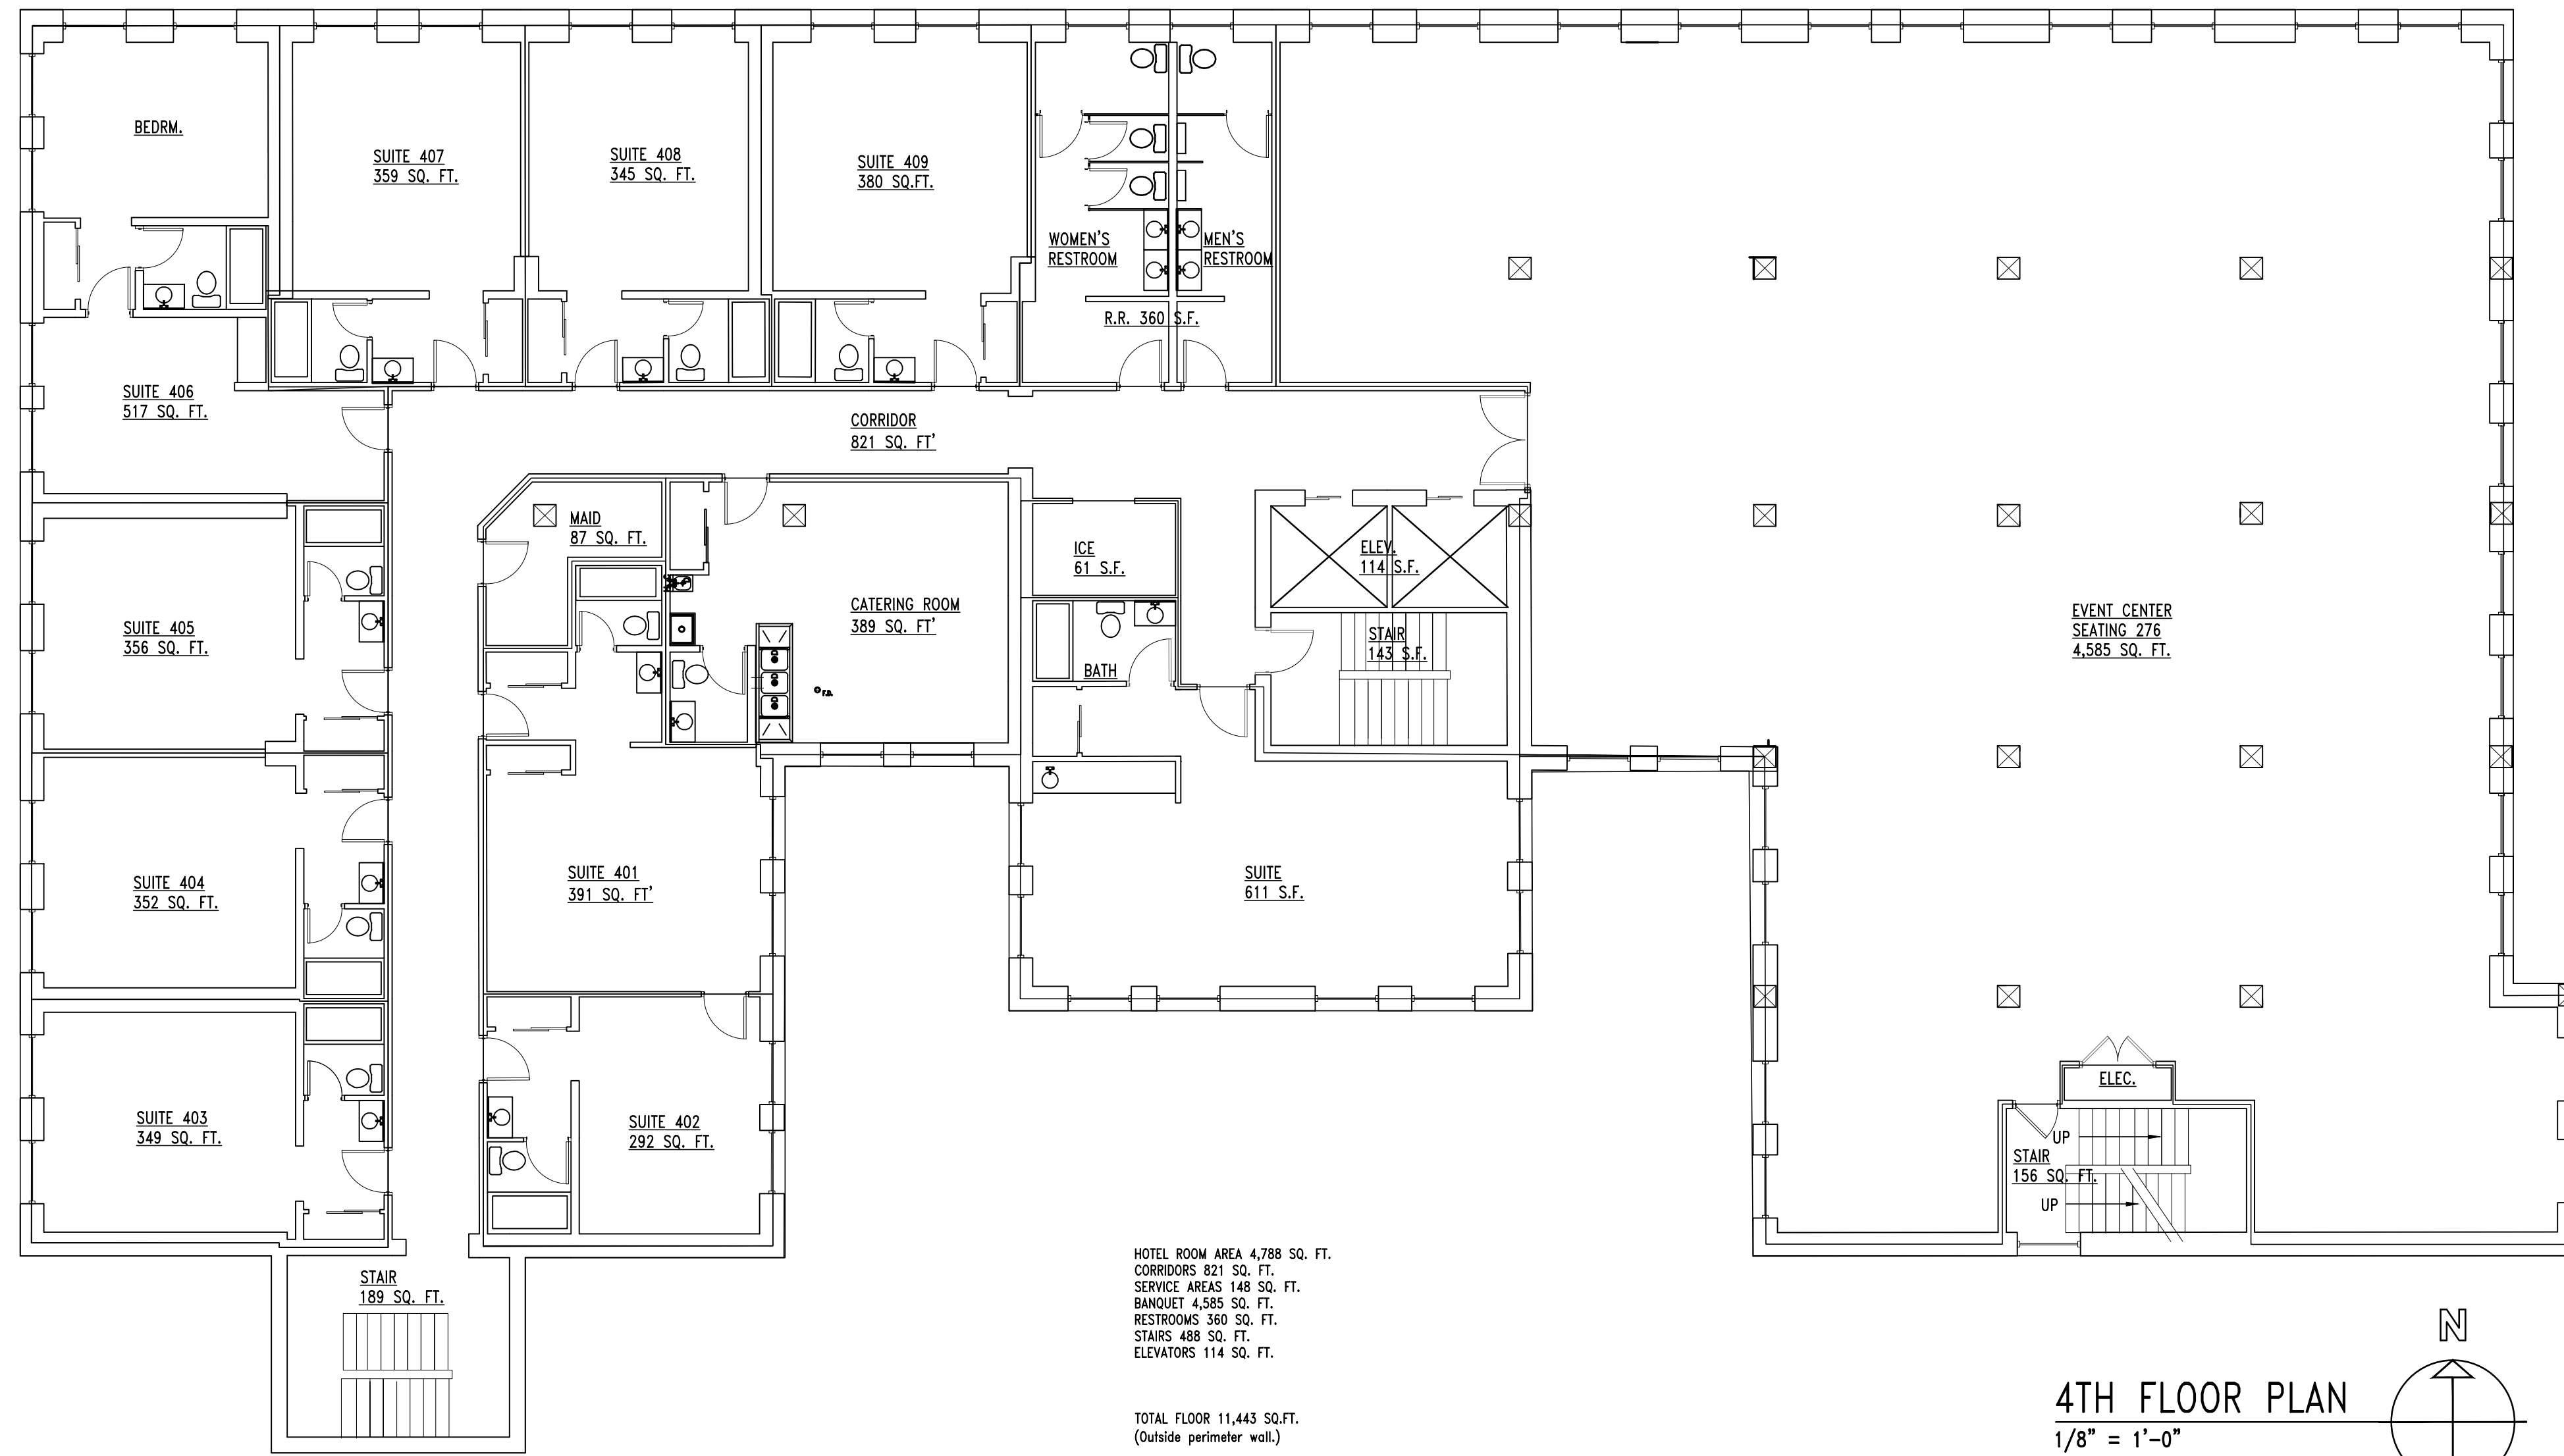 BEDRM.
SUITE 407
359 SQ. FT.
SUITE 408
345 SQ. FT.
SUITE 409
380 SQ.FT.
WOMEN'S
RESTROOM
MEN'S
RESTROOM
R.R. 360 S.F.
SUITE 406
517 SQ. FT.
CORRIDOR
821 SQ. FT'
MAID
87 SQ. FT.
ICE
61 S.F.
ELEV.
114 S.F.
CATERING ROOM
389 SQ. FT'
SUITE 405
356 SQ. FT.
STAIR
143 S.F.
EVENT CENTER
SEATING 276
4,585 SQ. FT.
BATH
F.D.
SUITE 404
352 SQ. FT.
SUITE 401
391 SQ. FT'
SUITE
611 S.F.
ELEC.
SUITE 403
349 SQ. FT.
SUITE 402
292 SQ. FT.
UP
STAIR
156 SQ. FT.
UP
STAIR
189 SQ. FT.
HOTEL ROOM AREA 4,788 SQ. FT.
CORRIDORS 821 SQ. FT.
SERVICE AREAS 148 SQ. FT.
BANQUET 4,585 SQ. FT.
RESTROOMS 360 SQ. FT.
STAIRS 488 SQ. FT.
ELEVATORS 114 SQ. FT.
TOTAL FLOOR 11,443 SQ.FT.
(Outside perimeter wall.)
N
4TH FLOOR PLAN
1/8" = 1'-0"